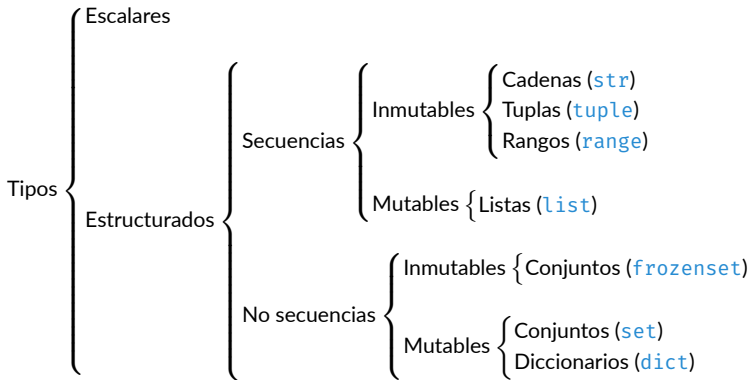 Tipos
Escalares
Estructurados
Secuencias
Inmutables
Cadenas (str)
Tuplas (tuple)
Rangos (range)
Mutables
Listas (list)
No secuencias
Inmutables
Conjuntos (frozenset)
Mutables
Conjuntos (set)
Diccionarios (dict)